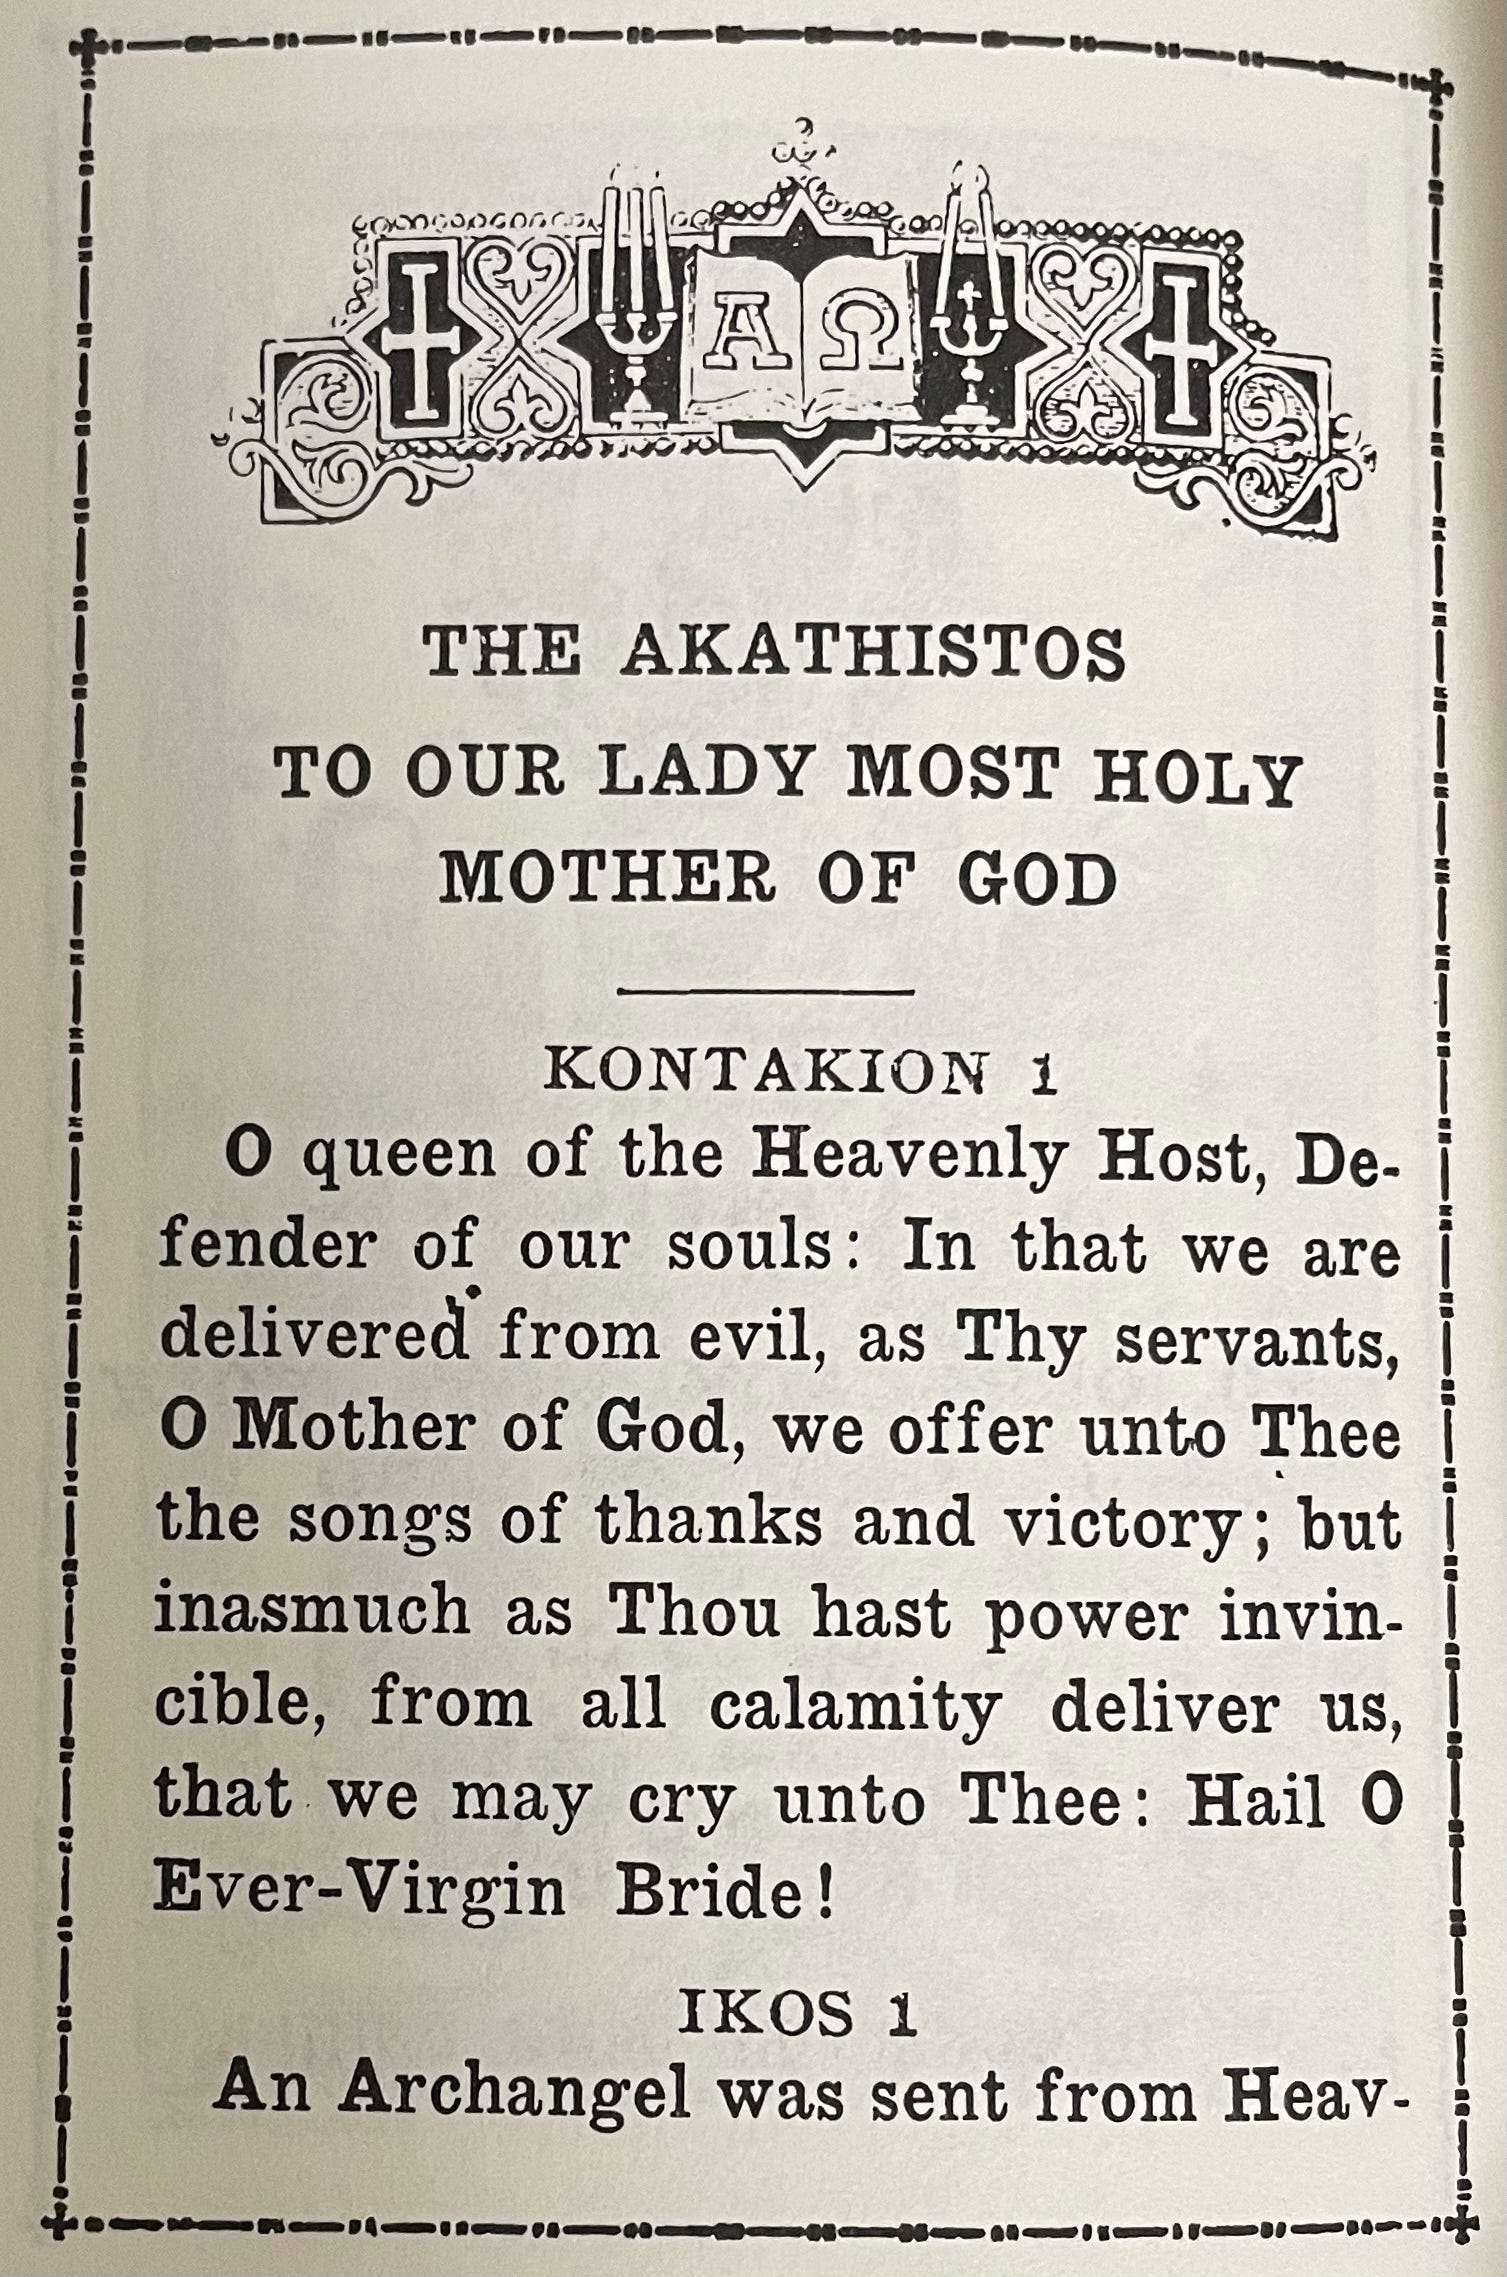 Α Ω
THE AKATHISTOS
TO OUR LADY MOST HOLY
MOTHER OF GOD
KONTAKION 1
O queen of the Heavenly Host, De-
fender of our souls: In that we are
delivered from evil, as Thy servants,
O Mother of God, we offer unto Thee
the songs of thanks and victory; but
inasmuch as Thou hast power invin-
cible, from all calamity deliver us,
that we may cry unto Thee: Hail O
Ever-Virgin Bride!
IKOS 1
An Archangel was sent from Heav-